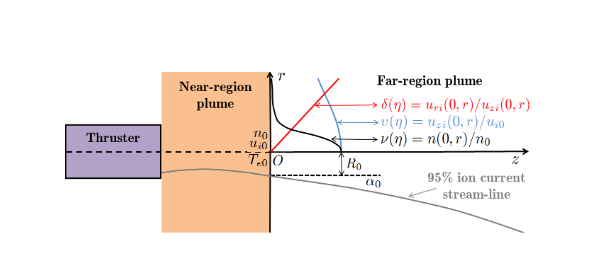 Near-region
plume
r
Far-region plume
δ(η) = u_{ri}(0, r)/u_{zi}(0, r)
υ(η) = u_{zi}(0, r)/u_{i0}
ν(η) = n(0, r)/n_0
Thruster
n_0
u_{i0}
T_{e0}
O
z
R_0
α_0
95% ion current
stream-line